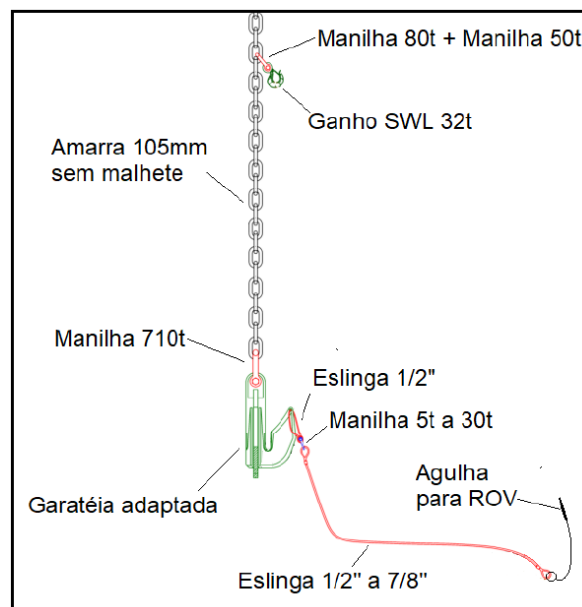 Manilha 80t + Manilha 50t
Ganho SWL 32t
Amarra 105mm
sem malhete
Manilha 710t
Eslinga 1/2"
Manilha 5t a 30t
Agulha
para ROV
Garatéia adaptada
Eslinga 1/2" a 7/8"